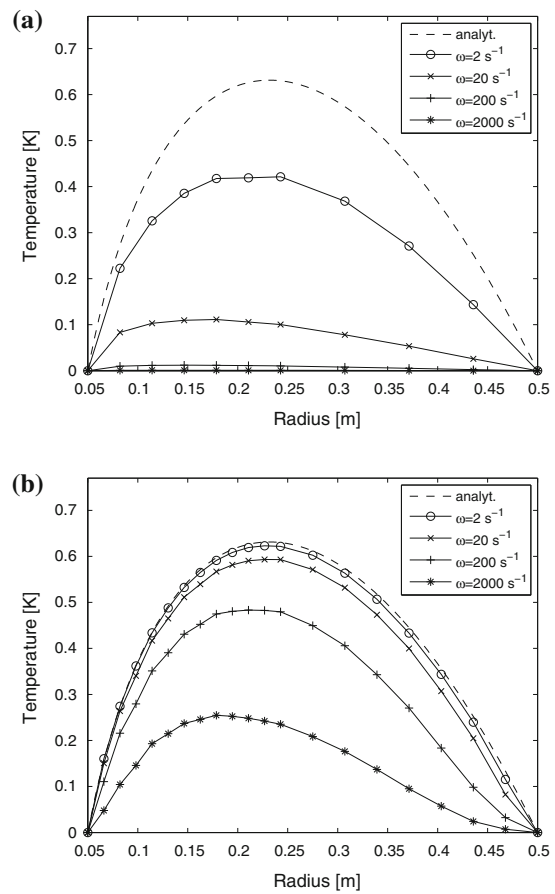 (a)
0.7
0.6
0.5
0.4
0.3
0.2
0.1
0
Temperature [K]
analyt.
ω=2 s⁻¹
ω=20 s⁻¹
ω=200 s⁻¹
ω=2000 s⁻¹
0.05 0.1 0.15 0.2 0.25 0.3 0.35 0.4 0.45 0.5
Radius [m]
(b)
0.7
0.6
0.5
0.4
0.3
0.2
0.1
0
Temperature [K]
analyt.
ω=2 s⁻¹
ω=20 s⁻¹
ω=200 s⁻¹
ω=2000 s⁻¹
0.05 0.1 0.15 0.2 0.25 0.3 0.35 0.4 0.45 0.5
Radius [m]